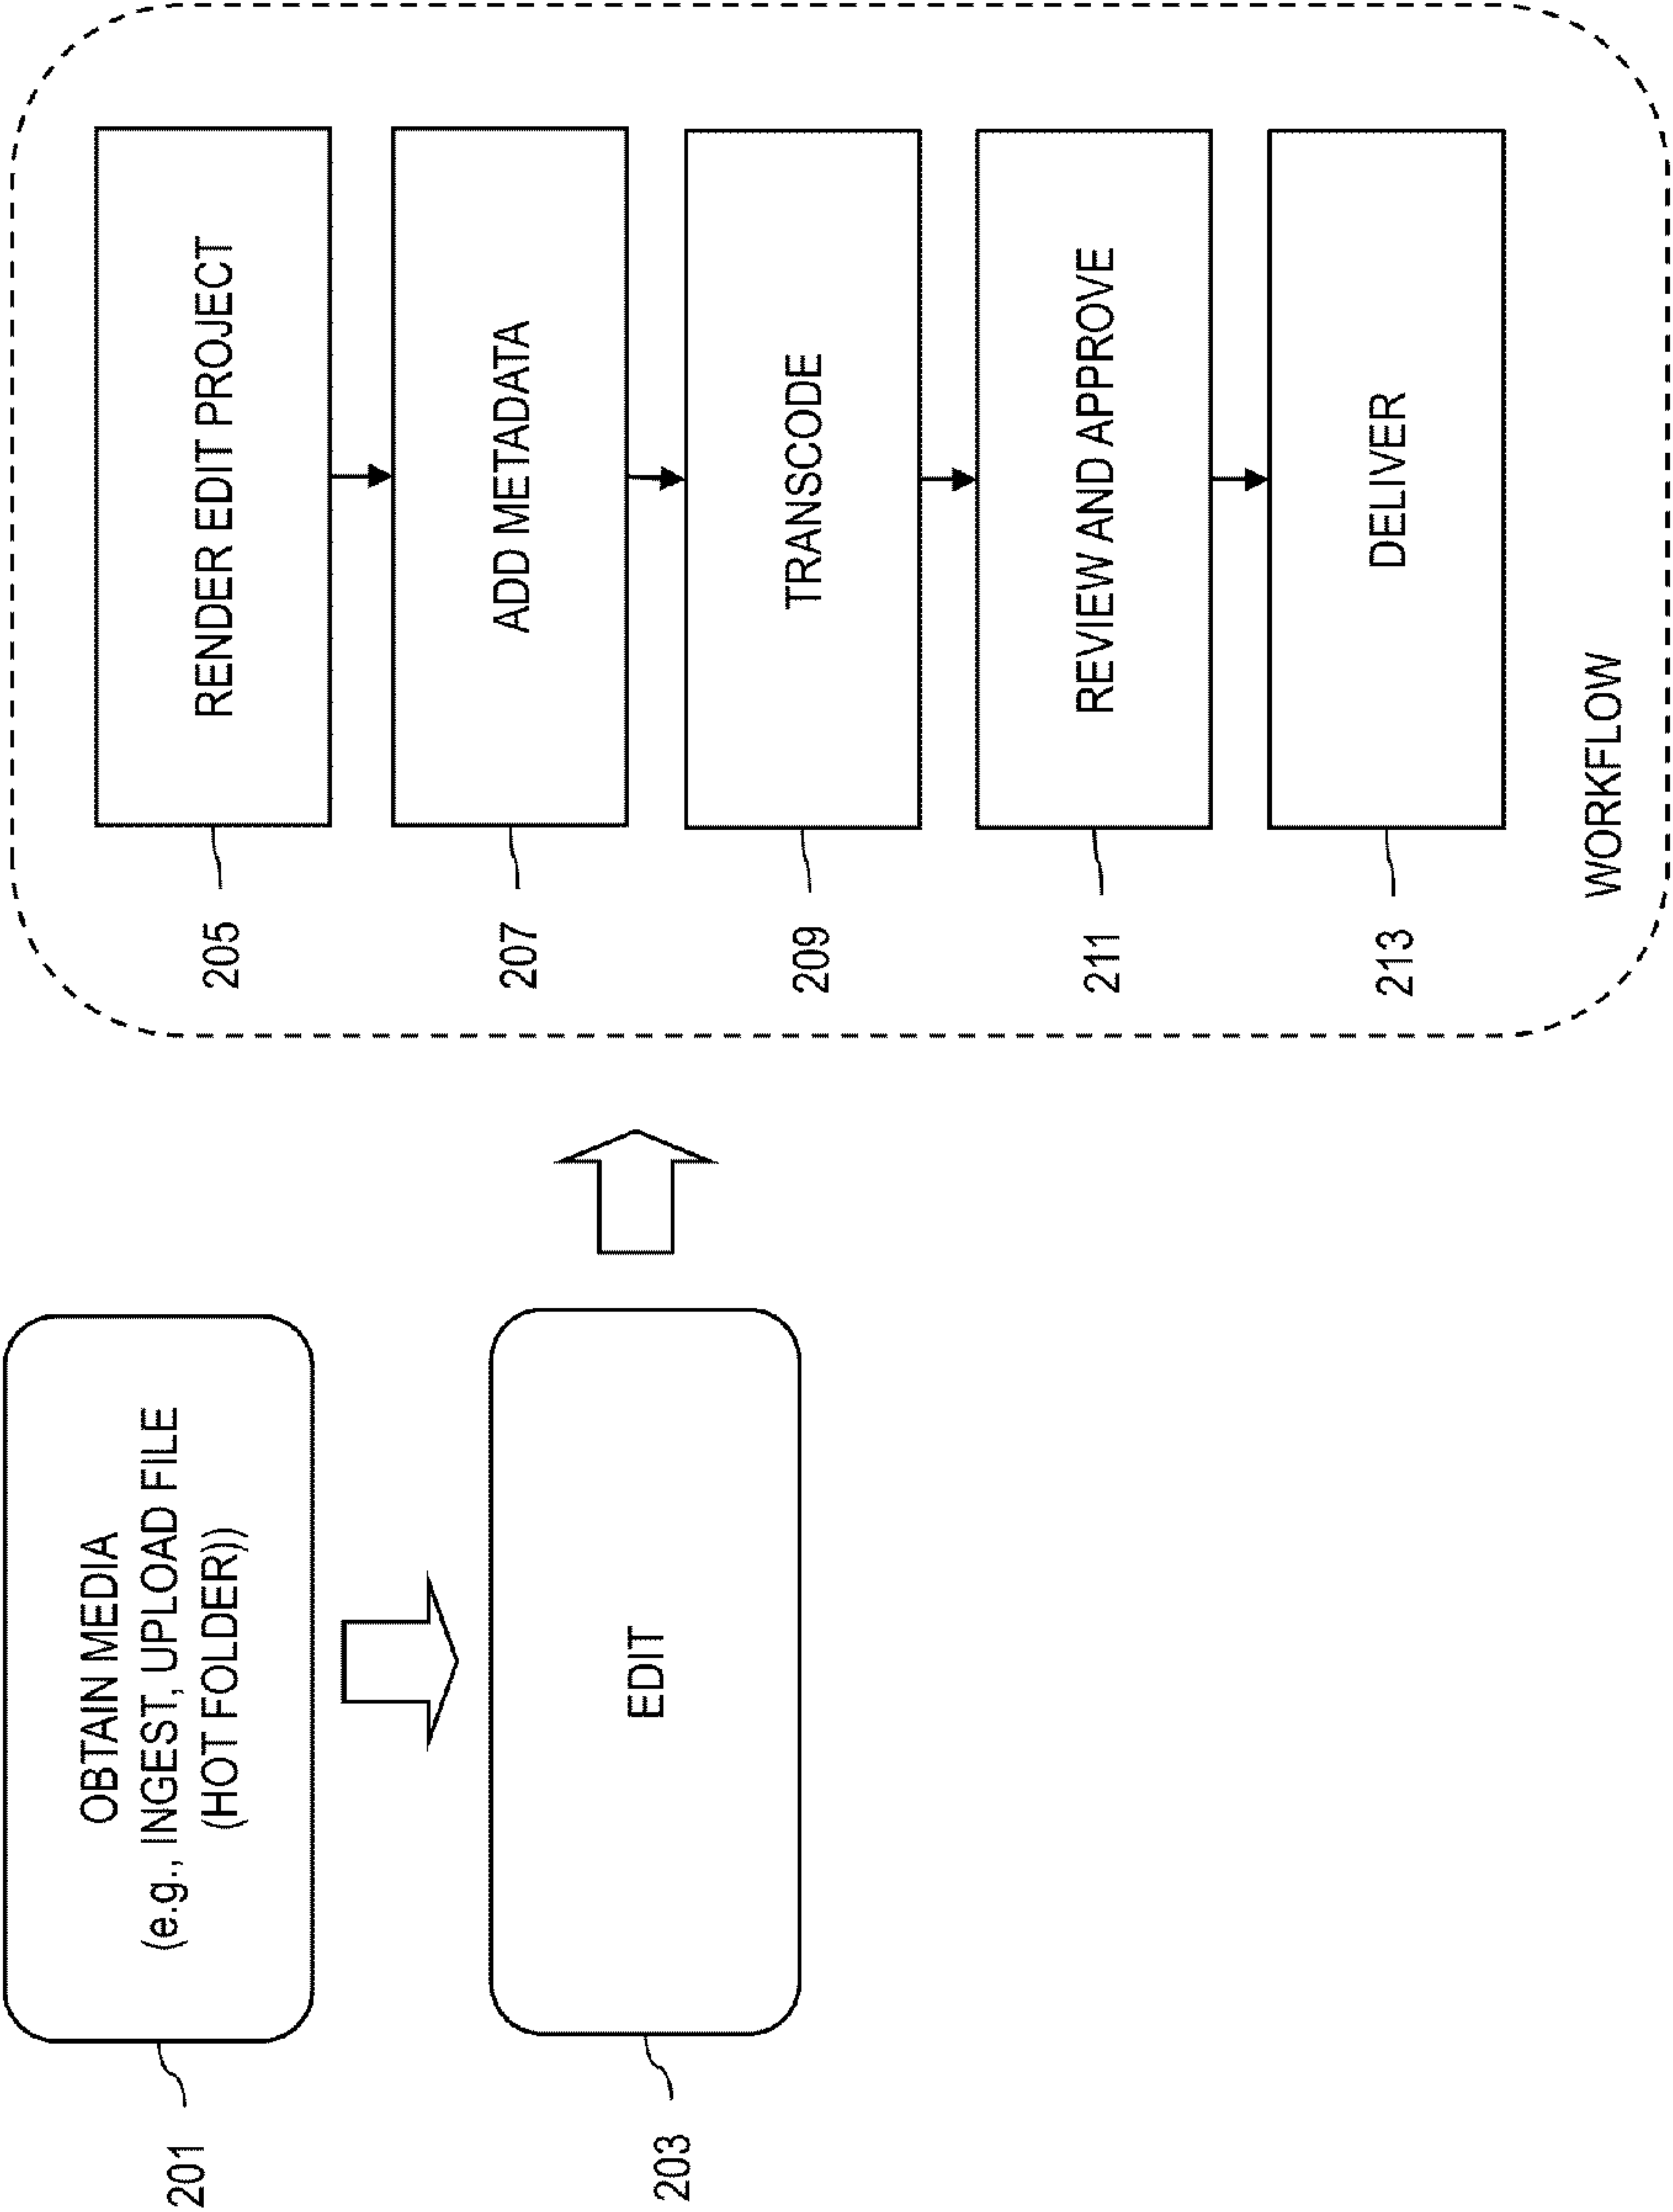 OBTAIN MEDIA
(e.g., INGEST, UPLOAD FILE
(HOT FOLDER))
201
EDIT
203
RENDER EDIT PROJECT
205
ADD METADATA
207
TRANSCODE
209
REVIEW AND APPROVE
211
DELIVER
213
WORKFLOW